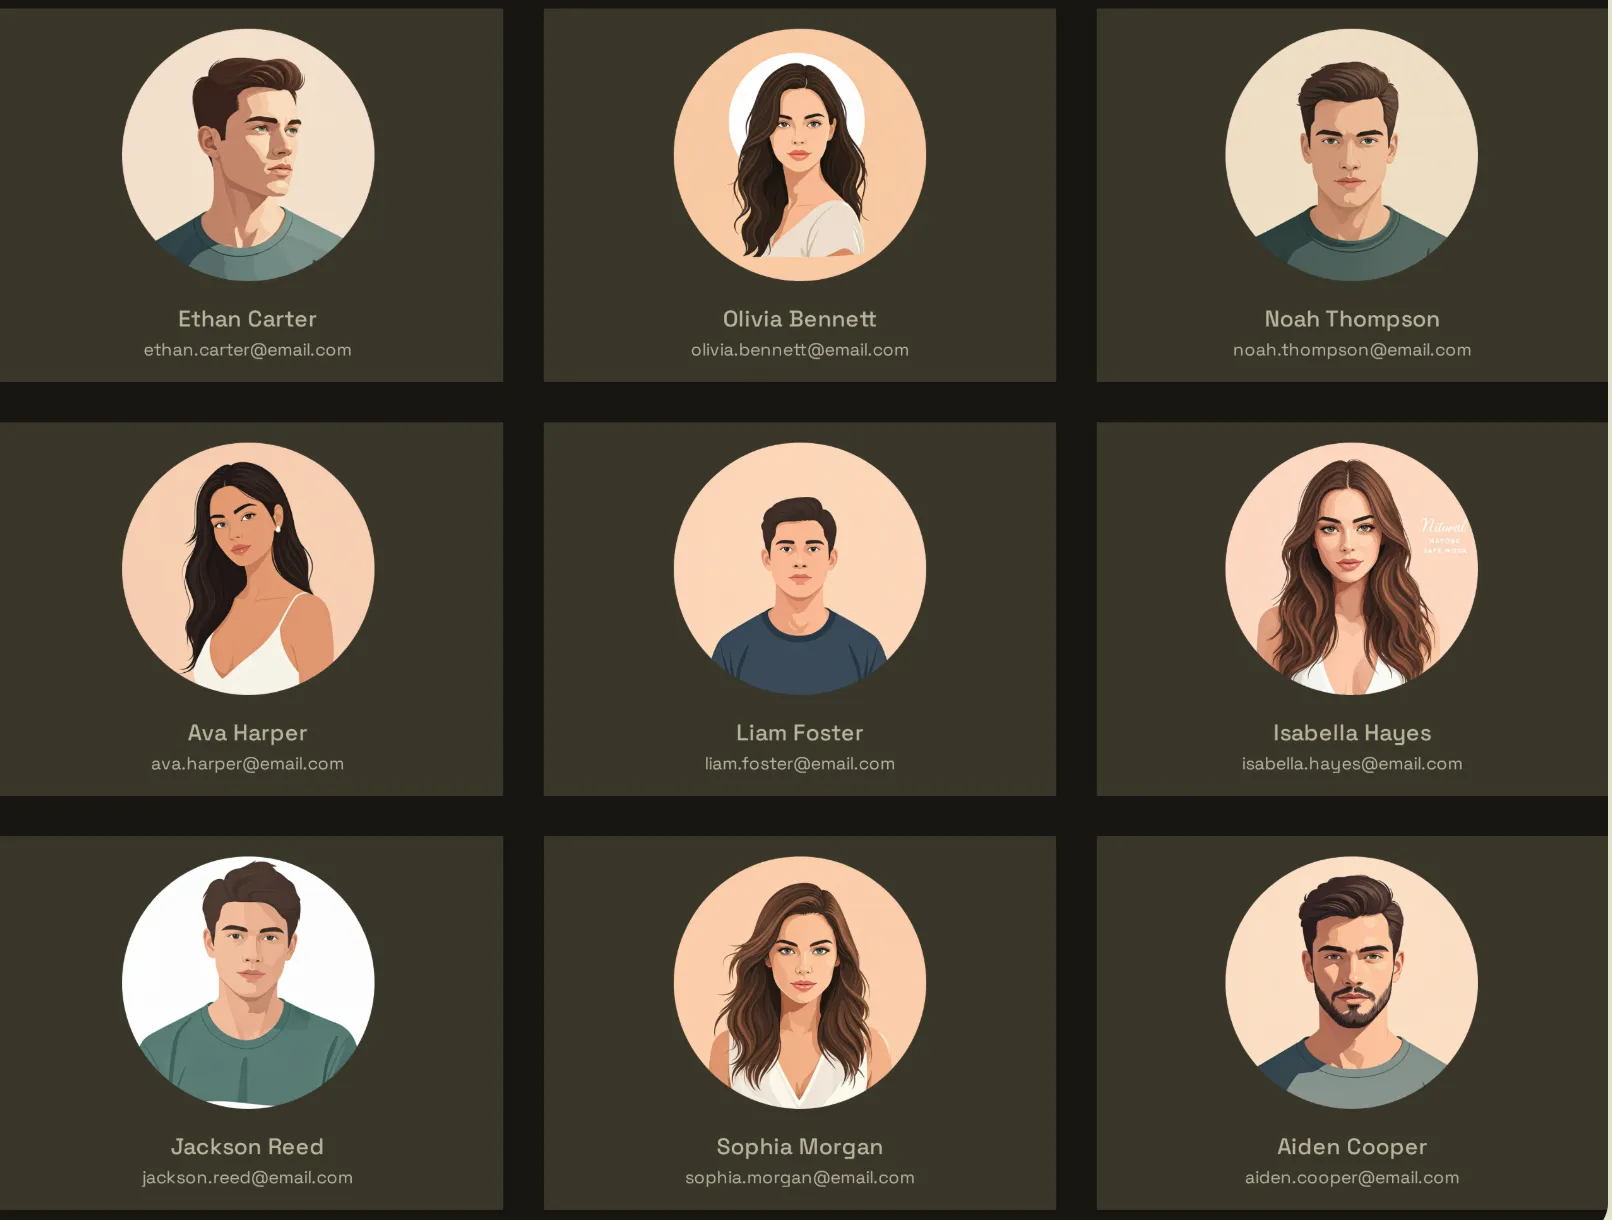 Ethan Carter
ethan.carter@email.com
Olivia Bennett
olivia.bennett@email.com
Noah Thompson
noah.thompson@email.com
Ava Harper
ava.harper@email.com
Liam Foster
liam.foster@email.com
Natural
Isabella Hayes
isabella.hayes@email.com
Jackson Reed
jackson.reed@email.com
Sophia Morgan
sophia.morgan@email.com
Aiden Cooper
aiden.cooper@email.com